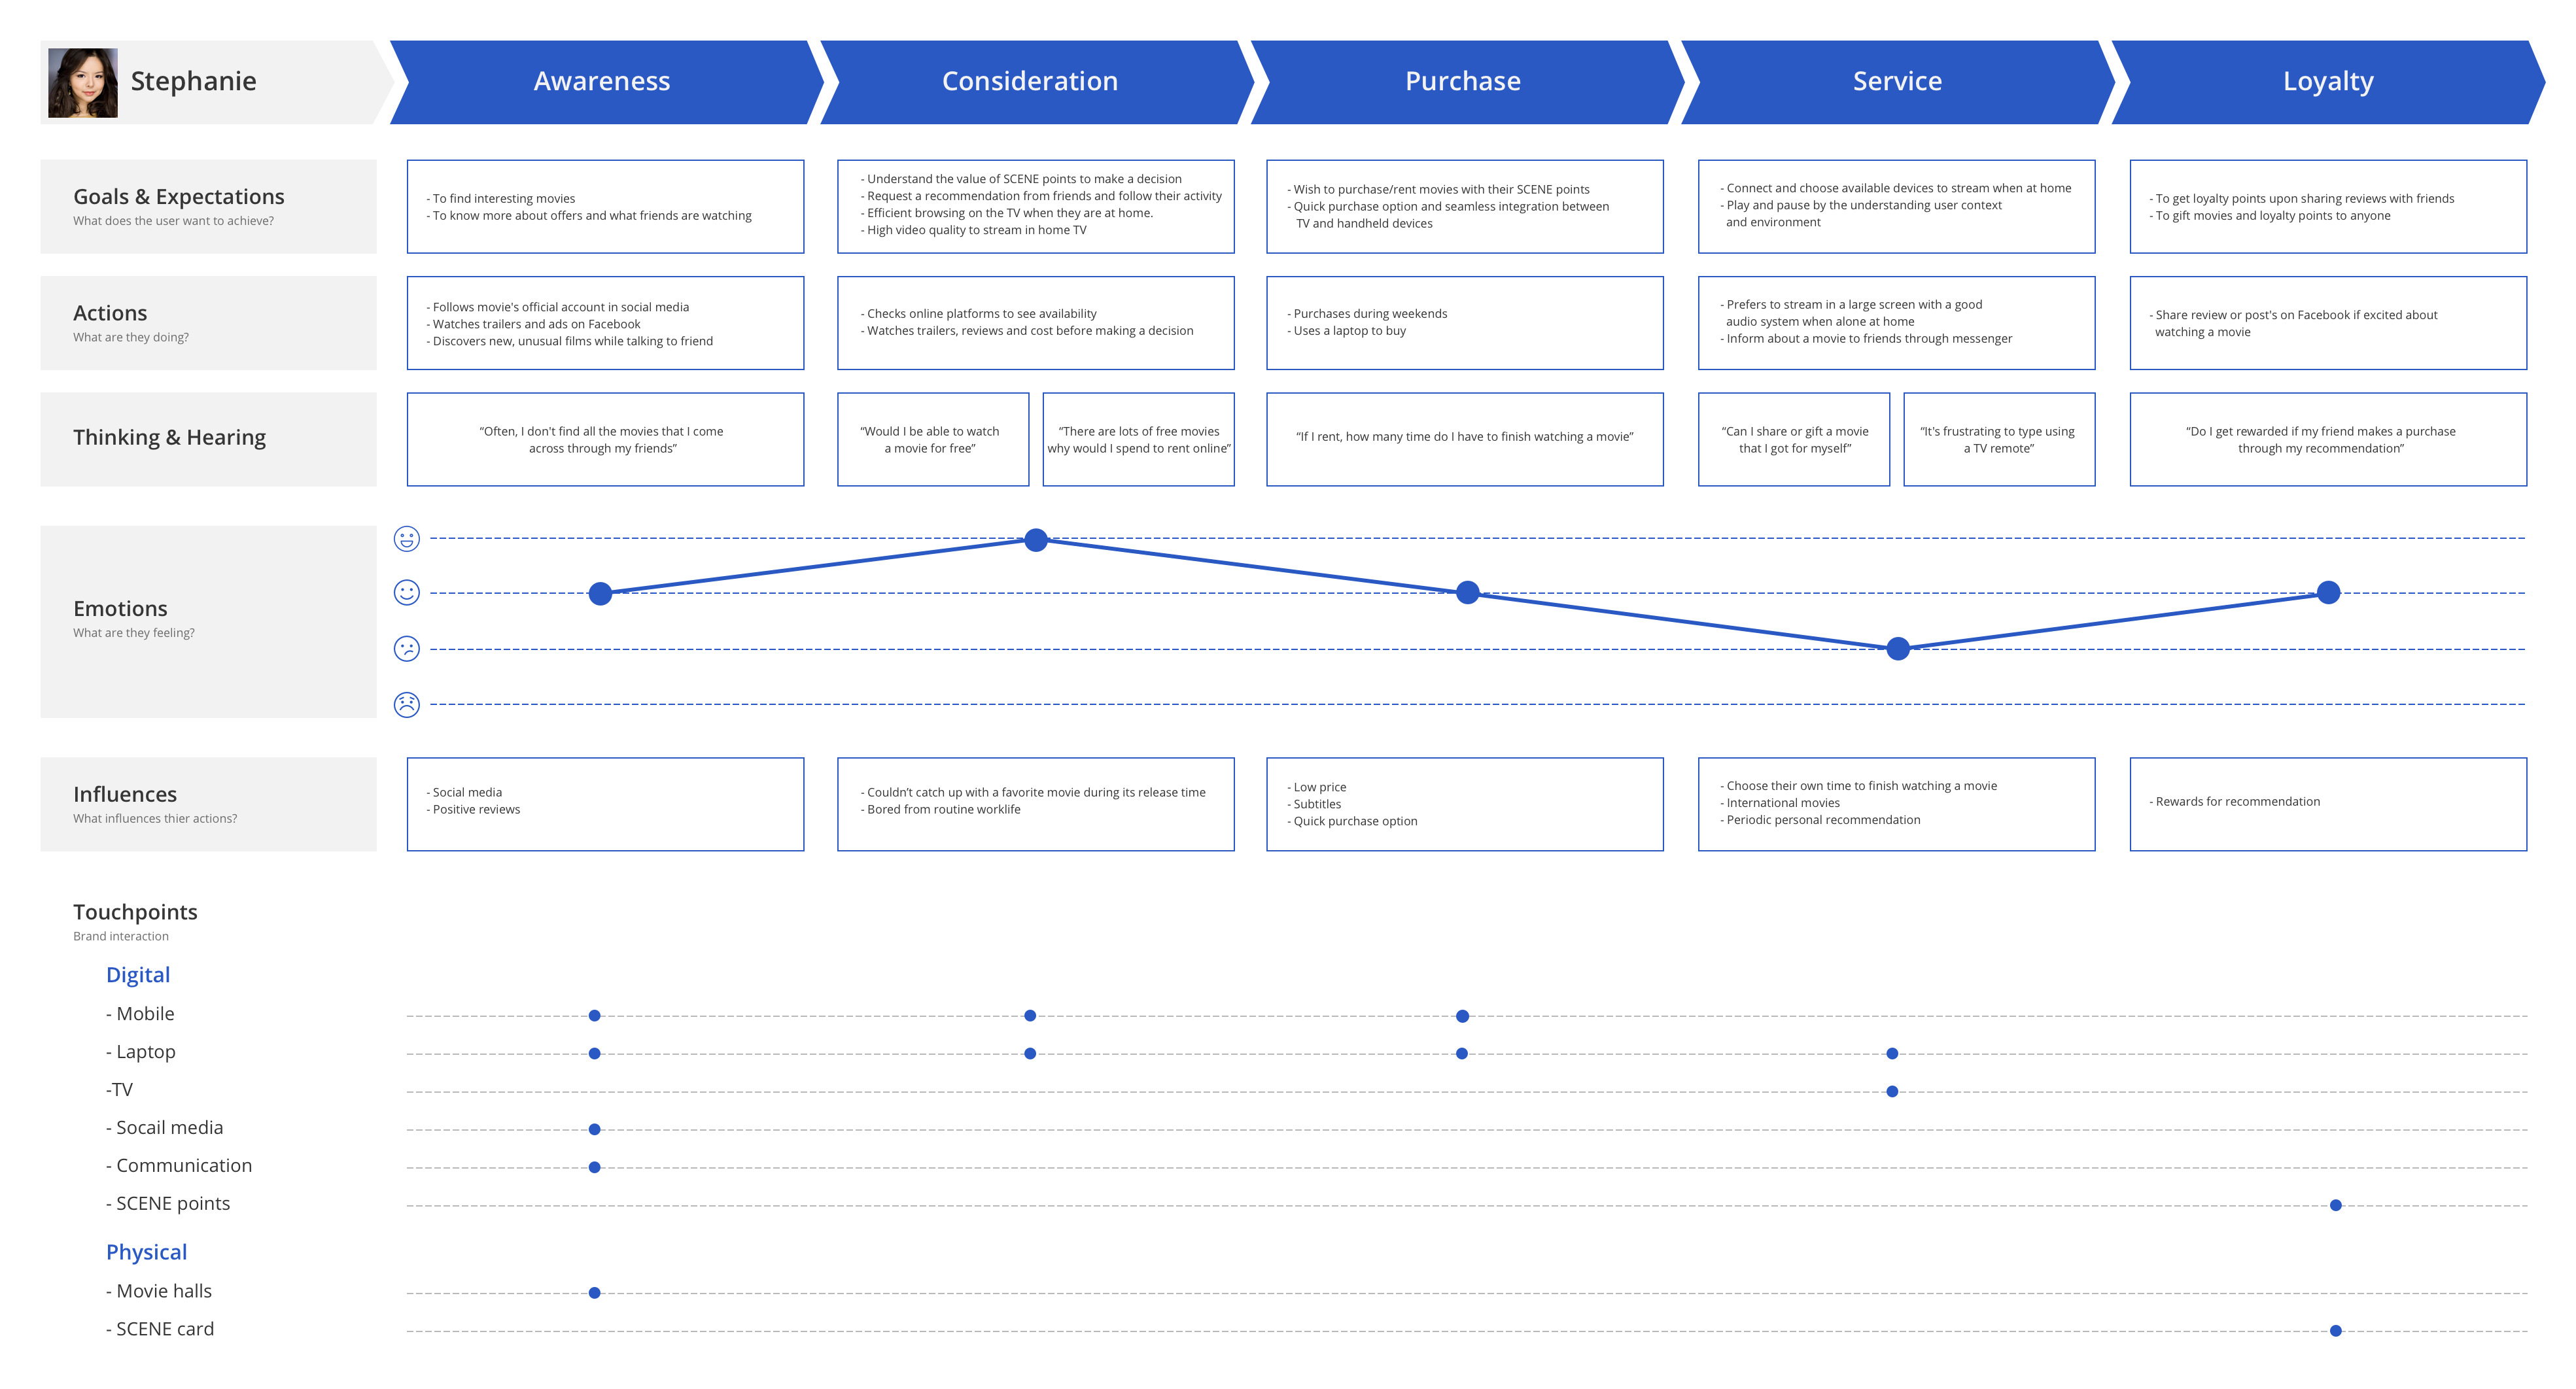 Stephanie
Awareness
Consideration
Purchase
Service
Loyalty
Goals & Expectations
What does the user want to achieve?
- To find interesting movies
- To know more about offers and what friends are watching
- Understand the value of SCENE points to make a decision
- Request a recommendation from friends and follow their activity
- Efficient browsing on the TV when they are at home.
- High video quality to stream in home TV
- Wish to purchase/rent movies with their SCENE points
- Quick purchase option and seamless integration between
TV and handheld devices
- Connect and choose available devices to stream when at home
- Play and pause by the understanding user context
and environment
- To get loyalty points upon sharing reviews with friends
- To gift movies and loyalty points to anyone
Actions
What are they doing?
- Follows movie's official account in social media
- Watches trailers and ads on Facebook
- Discovers new, unusual films while talking to friend
- Checks online platforms to see availability
- Watches trailers, reviews and cost before making a decision
- Purchases during weekends
- Uses a laptop to buy
- Prefers to stream in a large screen with a good
audio system when alone at home
- Inform about a movie to friends through messenger
- Share review or post's on Facebook if excited about
watching a movie
Thinking & Hearing
“Often, I don't find all the movies that I come
across through my friends”
“Would I be able to watch
a movie for free”
“There are lots of free movies
why would I spend to rent online”
“If I rent, how many time do I have to finish watching a movie”
“Can I share or gift a movie
that I got for myself”
“It's frustrating to type using
a TV remote”
“Do I get rewarded if my friend makes a purchase
through my recommendation”
Emotions
What are they feeling?
Influences
What influences thier actions?
- Social media
- Positive reviews
- Couldn’t catch up with a favorite movie during its release time
- Bored from routine worklife
- Low price
- Subtitles
- Quick purchase option
- Choose their own time to finish watching a movie
- International movies
- Periodic personal recommendation
- Rewards for recommendation
Touchpoints
Brand interaction
Digital
- Mobile
- Laptop
-TV
- Socail media
- Communication
- SCENE points
Physical
- Movie halls
- SCENE card